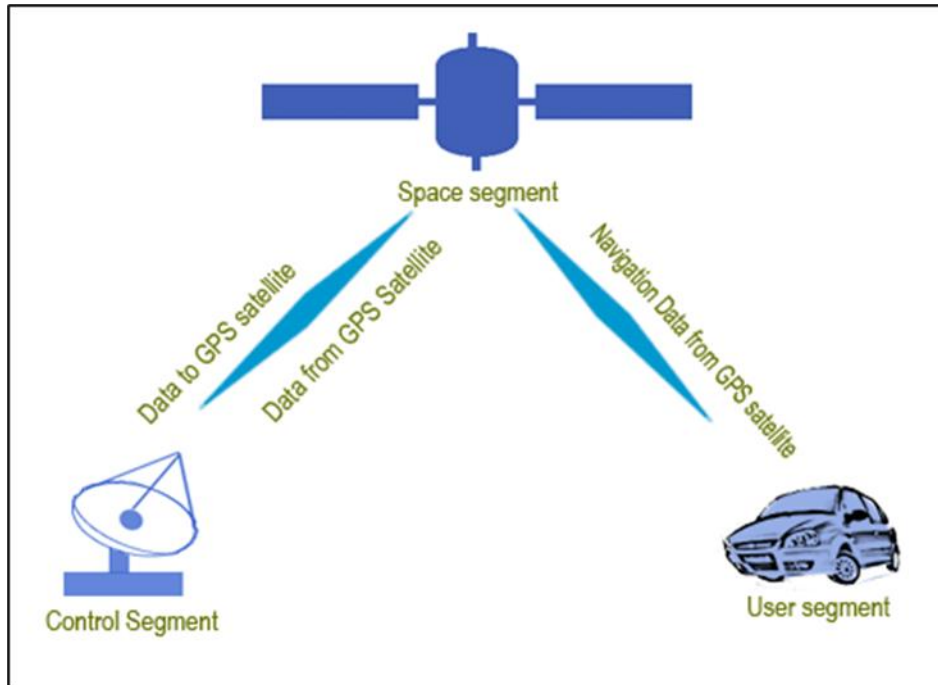 Space segment
Data to GPS satellite
Data from GPS Satellite
Navigation Data from GPS satellite
Control Segment
User segment